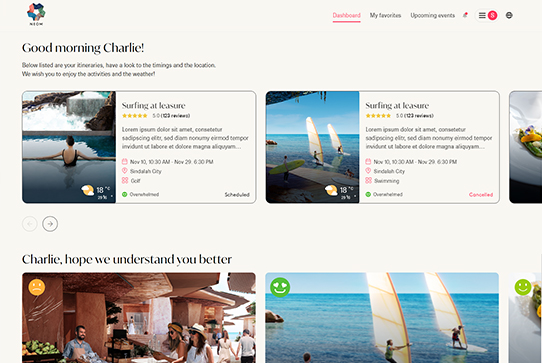 NEOM
Dashboard
My favorites
Upcoming events
S
Good morning Charlie!
Below listed are your itineraries, have a look to the timings and the location.
We wish you to enjoy the activities and the weather!
Surfing at leasure
5.0 (123 reviews)
Lorem ipsum dolor sit amet, consetetur
sadipscing elitr, sed diam nonumy eirmod tempor
invidunt ut labore et dolore magna aliquyam...
Nov 10, 10:30 AM - Nov 29 6:30 PM
Sindalah City
Golf
18 °C
29 %
Overwhelmed
Scheduled
Surfing at leasure
5.0 (123 reviews)
Lorem ipsum dolor sit amet, consetetur
sadipscing elitr, sed diam nonumy eirmod tempor
invidunt ut labore et dolore magna aliquyam...
Nov 10, 10:30 AM - Nov 29 6:30 PM
Sindalah City
Swimming
18 °C
29 %
Overwhelmed
Cancelled
Charlie, hope we understand you better